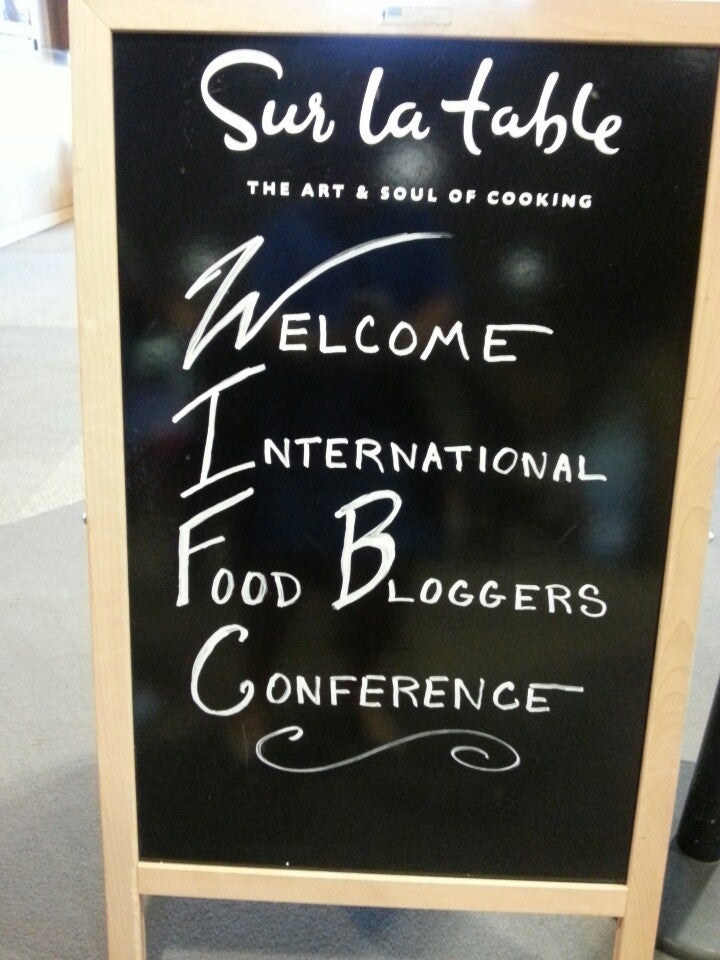 Sur la table
THE ART & SOUL OF COOKING
WELCOME
INTERNATIONAL
FOOD BLOGGERS
CONFERENCE